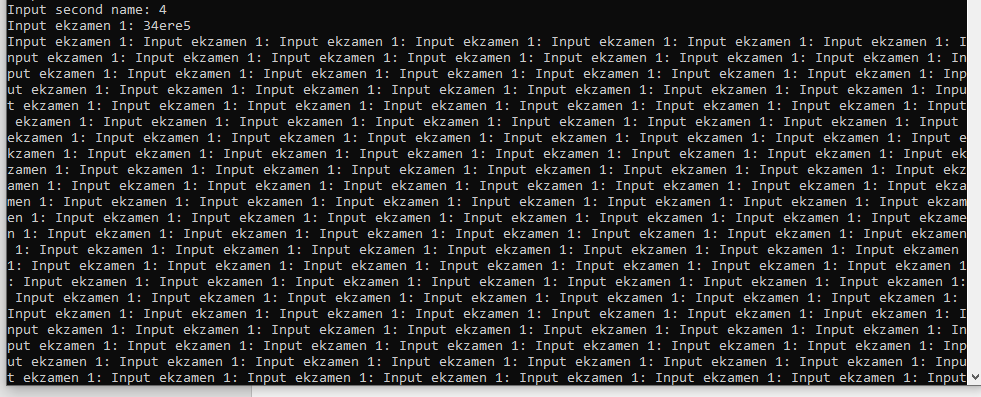 Input second name: 4
Input ekzamen 1: 34ere5
Input ekzamen 1: Input ekzamen 1: Input ekzamen 1: Input ekzamen 1: Input ekzamen 1: Input ekzamen 1: Input ekzamen 1: I
nput ekzamen 1: Input ekzamen 1: Input ekzamen 1: Input ekzamen 1: Input ekzamen 1: Input ekzamen 1: Input ekzamen 1: In
put ekzamen 1: Input ekzamen 1: Input ekzamen 1: Input ekzamen 1: Input ekzamen 1: Input ekzamen 1: Input ekzamen 1: Inp
ut ekzamen 1: Input ekzamen 1: Input ekzamen 1: Input ekzamen 1: Input ekzamen 1: Input ekzamen 1: Input ekzamen 1: Inpu
t ekzamen 1: Input ekzamen 1: Input ekzamen 1: Input ekzamen 1: Input ekzamen 1: Input ekzamen 1: Input ekzamen 1: Input
 ekzamen 1: Input ekzamen 1: Input ekzamen 1: Input ekzamen 1: Input ekzamen 1: Input ekzamen 1: Input ekzamen 1: Input
ekzamen 1: Input ekzamen 1: Input ekzamen 1: Input ekzamen 1: Input ekzamen 1: Input ekzamen 1: Input ekzamen 1: Input e
kzamen 1: Input ekzamen 1: Input ekzamen 1: Input ekzamen 1: Input ekzamen 1: Input ekzamen 1: Input ekzamen 1: Input ek
zamen 1: Input ekzamen 1: Input ekzamen 1: Input ekzamen 1: Input ekzamen 1: Input ekzamen 1: Input ekzamen 1: Input ekz
amen 1: Input ekzamen 1: Input ekzamen 1: Input ekzamen 1: Input ekzamen 1: Input ekzamen 1: Input ekzamen 1: Input ekza
men 1: Input ekzamen 1: Input ekzamen 1: Input ekzamen 1: Input ekzamen 1: Input ekzamen 1: Input ekzamen 1: Input ekzam
en 1: Input ekzamen 1: Input ekzamen 1: Input ekzamen 1: Input ekzamen 1: Input ekzamen 1: Input ekzamen 1: Input ekzame
n 1: Input ekzamen 1: Input ekzamen 1: Input ekzamen 1: Input ekzamen 1: Input ekzamen 1: Input ekzamen 1: Input ekzamen
 1: Input ekzamen 1: Input ekzamen 1: Input ekzamen 1: Input ekzamen 1: Input ekzamen 1: Input ekzamen 1: Input ekzamen
1: Input ekzamen 1: Input ekzamen 1: Input ekzamen 1: Input ekzamen 1: Input ekzamen 1: Input ekzamen 1: Input ekzamen 1
: Input ekzamen 1: Input ekzamen 1: Input ekzamen 1: Input ekzamen 1: Input ekzamen 1: Input ekzamen 1: Input ekzamen 1:
 Input ekzamen 1: Input ekzamen 1: Input ekzamen 1: Input ekzamen 1: Input ekzamen 1: Input ekzamen 1: Input ekzamen 1:
Input ekzamen 1: Input ekzamen 1: Input ekzamen 1: Input ekzamen 1: Input ekzamen 1: Input ekzamen 1: Input ekzamen 1: I
nput ekzamen 1: Input ekzamen 1: Input ekzamen 1: Input ekzamen 1: Input ekzamen 1: Input ekzamen 1: Input ekzamen 1: In
put ekzamen 1: Input ekzamen 1: Input ekzamen 1: Input ekzamen 1: Input ekzamen 1: Input ekzamen 1: Input ekzamen 1: Inp
ut ekzamen 1: Input ekzamen 1: Input ekzamen 1: Input ekzamen 1: Input ekzamen 1: Input ekzamen 1: Input ekzamen 1: Inpu
t ekzamen 1: Input ekzamen 1: Input ekzamen 1: Input ekzamen 1: Input ekzamen 1: Input ekzamen 1: Input ekzamen 1: Input